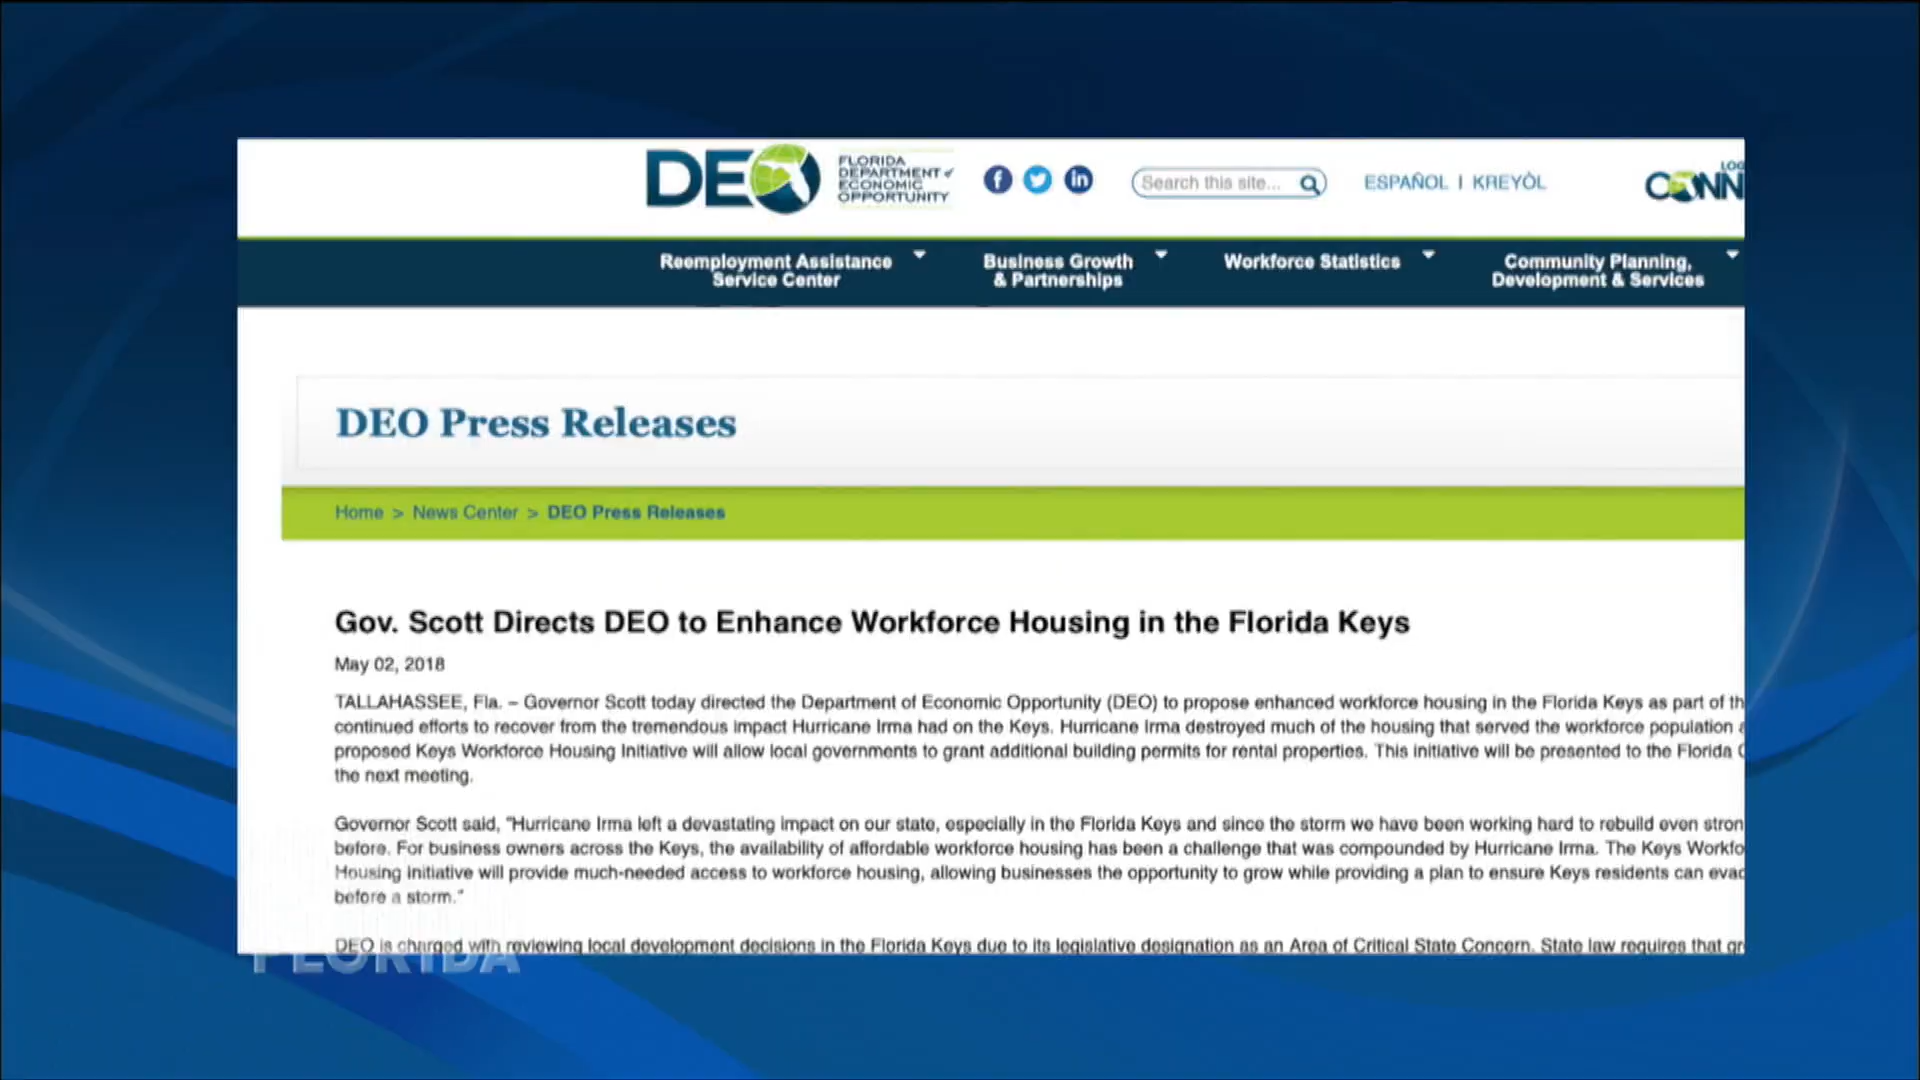 DEO
FLORIDA
DEPARTMENT of
ECONOMIC
OPPORTUNITY
Search this site...
ESPAÑOL | KREYÒL
LOG
CONN
Reemployment Assistance
Service Center
Business Growth
& Partnerships
Workforce Statistics
Community Planning,
Development & Services
DEO Press Releases
Home > News Center > DEO Press Releases
Gov. Scott Directs DEO to Enhance Workforce Housing in the Florida Keys
May 02, 2018
TALLAHASSEE, Fla. – Governor Scott today directed the Department of Economic Opportunity (DEO) to propose enhanced workforce housing in the Florida Keys as part of th
continued efforts to recover from the tremendous impact Hurricane Irma had on the Keys. Hurricane Irma destroyed much of the housing that served the workforce population a
proposed Keys Workforce Housing Initiative will allow local governments to grant additional building permits for rental properties. This initiative will be presented to the Florida C
the next meeting.
Governor Scott said, "Hurricane Irma left a devastating impact on our state, especially in the Florida Keys and since the storm we have been working hard to rebuild even stron
before. For business owners across the Keys, the availability of affordable workforce housing has been a challenge that was compounded by Hurricane Irma. The Keys Workfo
Housing Initiative will provide much-needed access to workforce housing, allowing businesses the opportunity to grow while providing a plan to ensure Keys residents can evac
before a storm."
DEO is charged with reviewing local development decisions in the Florida Keys due to its legislative designation as an Area of Critical State Concern. State law requires that gr
FLORIDA